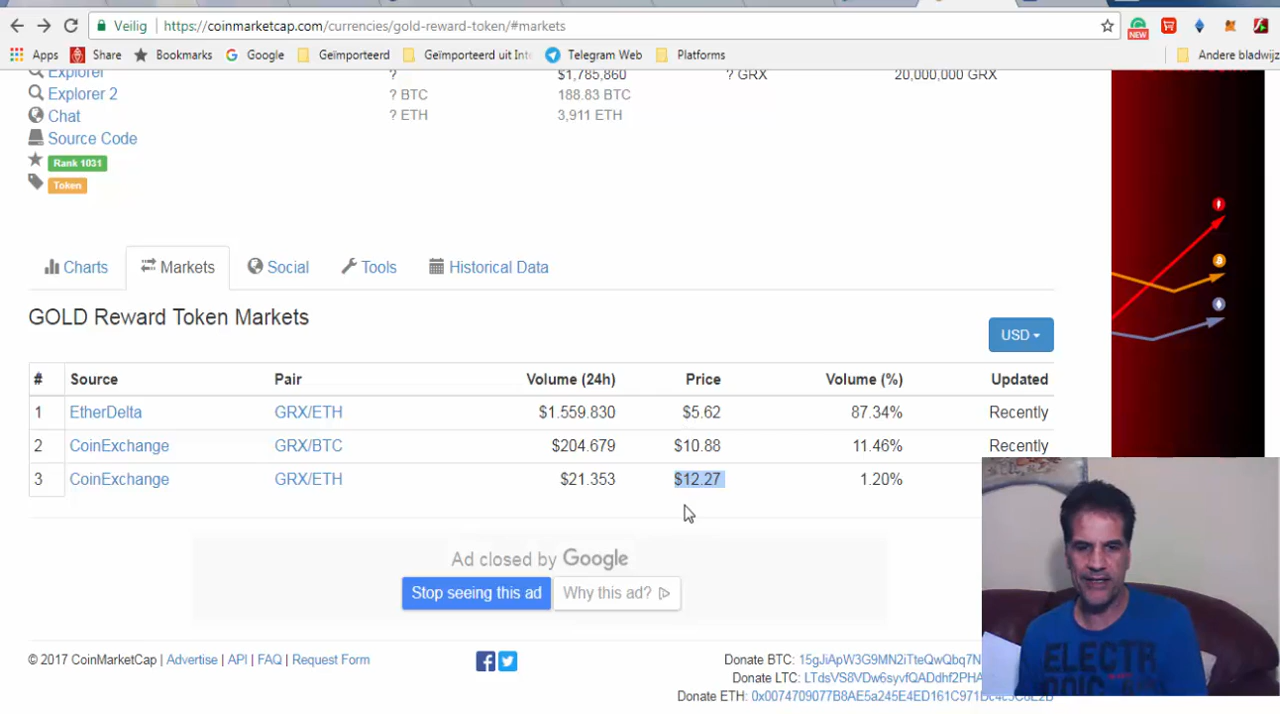 Veilig https://coinmarketcap.com/currencies/gold-reward-token/#markets
NEW
Apps Share Bookmarks Google Geïmporteerd Geïmporteerd uit Inte Telegram Web Platforms Andere bladwijz
Explorer ? $1,785,860 ? GRX 20,000,000 GRX
Explorer 2 ? BTC 188.83 BTC
Chat ? ETH 3,911 ETH
Source Code
Rank 1031
Token
Charts Markets Social Tools Historical Data
GOLD Reward Token Markets
USD
# Source Pair Volume (24h) Price Volume (%) Updated
1 EtherDelta GRX/ETH $1.559.830 $5.62 87.34% Recently
2 CoinExchange GRX/BTC $204.679 $10.88 11.46% Recently
3 CoinExchange GRX/ETH $21.353 $12.27 1.20%
Ad closed by Google
Stop seeing this ad Why this ad?
© 2017 CoinMarketCap | Advertise | API | FAQ | Request Form
Donate BTC: 15gJiApW3G9MN2iTteQwQbq7N
Donate LTC: LTdsVS8VDw6syvfQADdhf2PHA
Donate ETH:
ELECTR